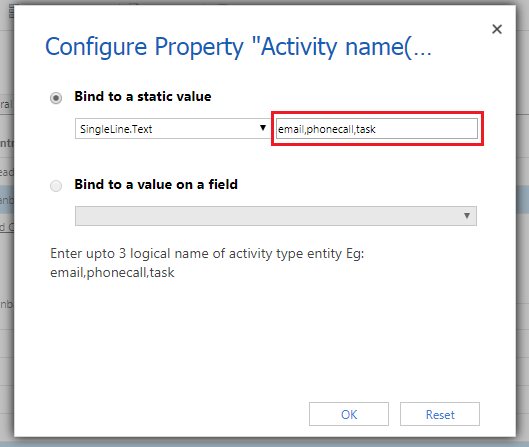 Configure Property "Activity name(...
Bind to a static value
SingleLine.Text
email,phonecall,task
Bind to a value on a field
Enter upto 3 logical name of activity type entity Eg:
email,phonecall,task
OK
Reset